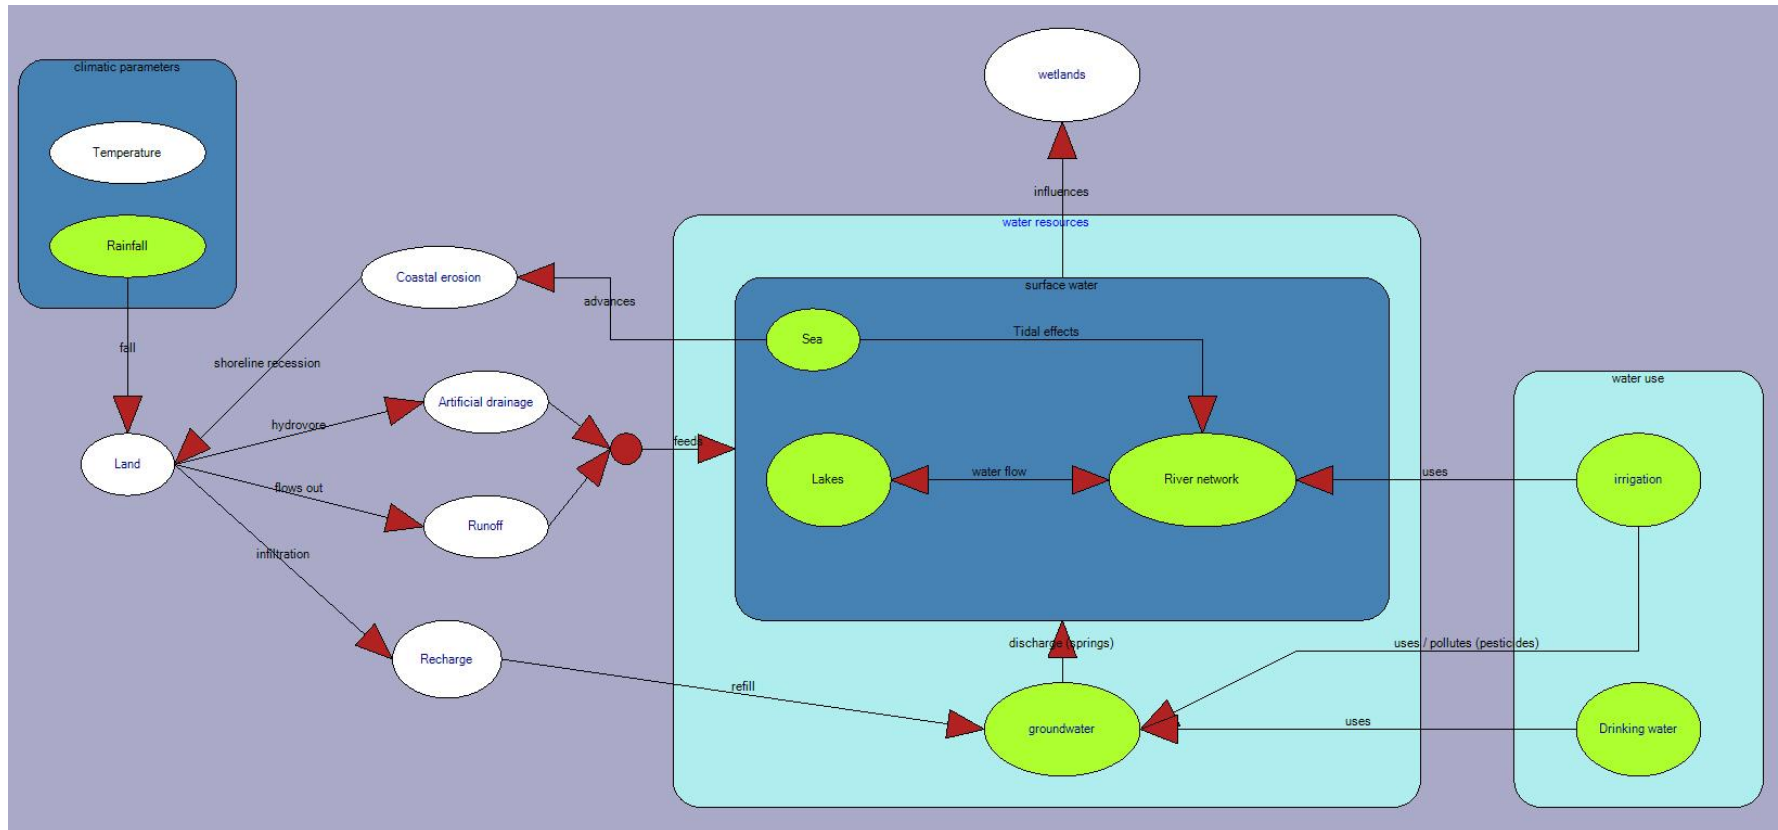 climatic parameters
wetlands
Temperature
influences
water resources
Rainfall
Coastal erosion
surface water
advances
Sea
Tidal effects
fall
shoreline recession
water use
Artificial drainage
hydrovore
feeds
Land
Lakes
water flow
River network
uses
irrigation
flows out
Runoff
infiltration
discharge (springs)
uses / pollutes (pesticides)
Recharge
refill
groundwater
uses
Drinking water